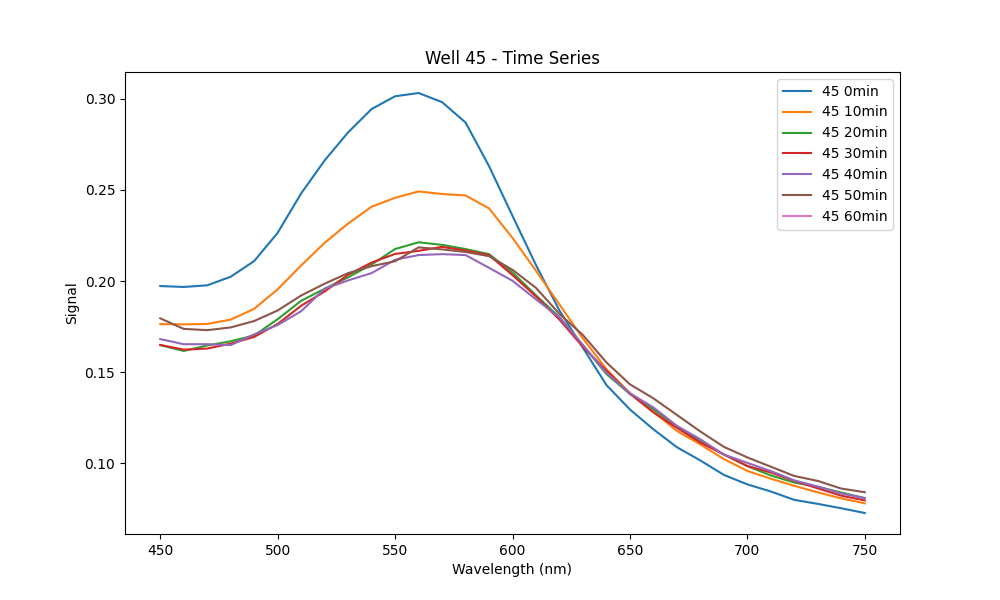 Well 45 - Time Series
Signal
0.30
0.25
0.20
0.15
0.10
45 0min
45 10min
45 20min
45 30min
45 40min
45 50min
45 60min
450 500 550 600 650 700 750
Wavelength (nm)